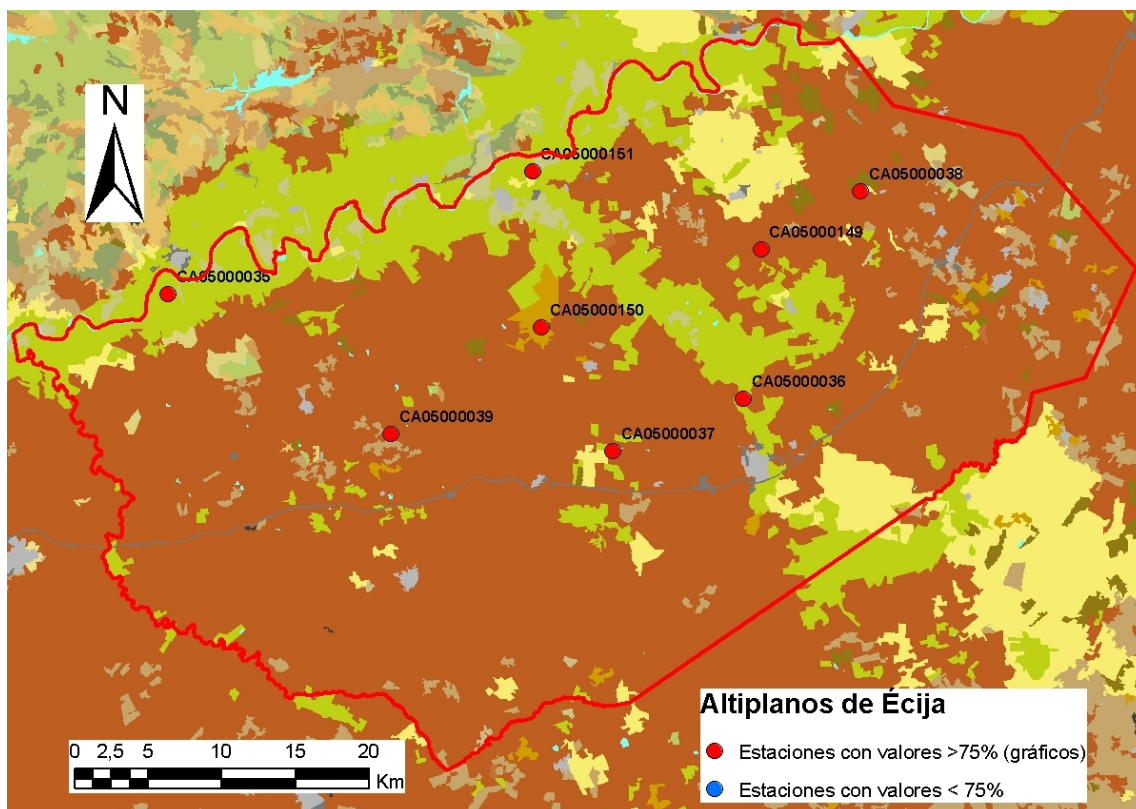 N
CA05000151
CA05000038
CA05000149
CA05000035
CA05000150
CA05000036
CA05000039
CA05000037
Altiplanos de Écija
Estaciones con valores >75% (gráficos)
Estaciones con valores < 75%
0 2,5 5 10 15 20
Km